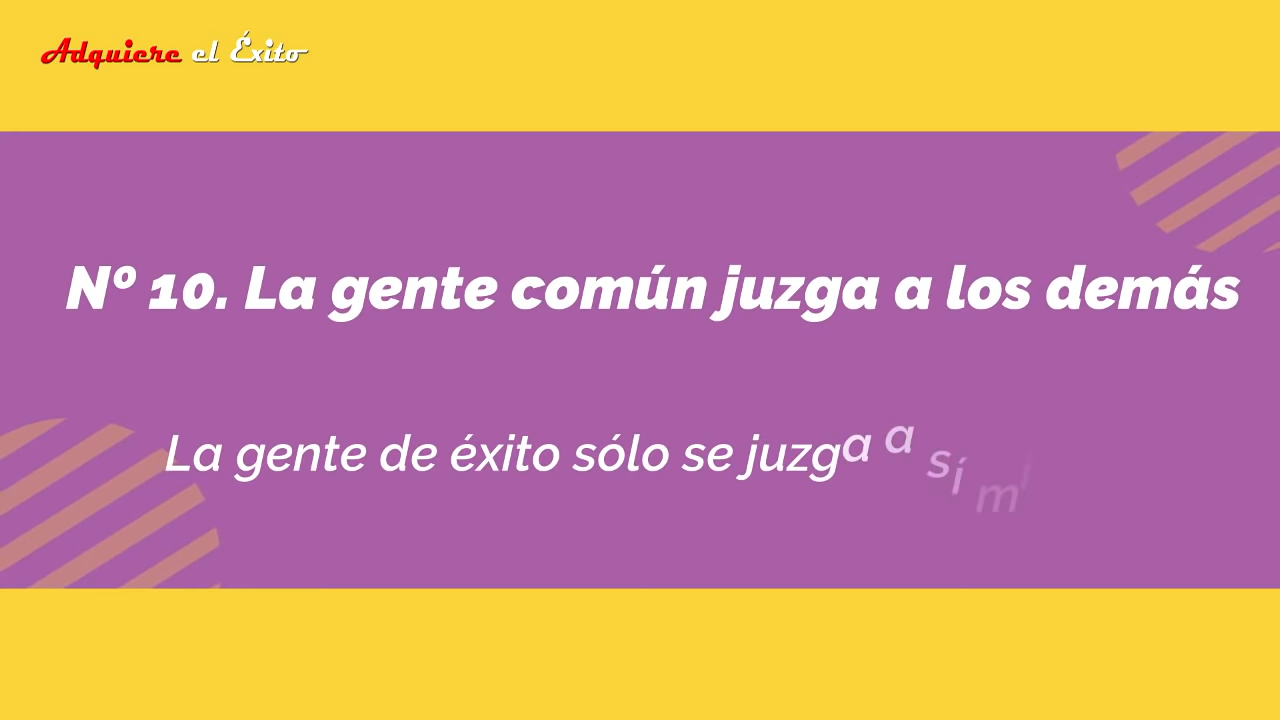 Adquiere el Éxito
Nº 10. La gente común juzga a los demás
La gente de éxito sólo se juzga a sí